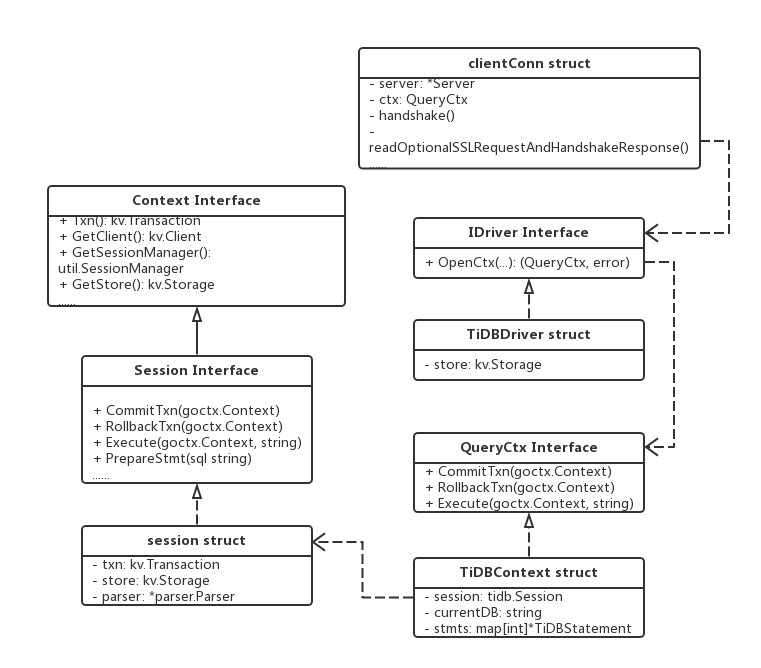 clientConn struct
- server: *Server
- ctx: QueryCtx
- handshake()
-
readOptionalSSLRequestAndHandshakeResponse()
......
Context Interface
+ Txn(): kv.Transaction
+ GetClient(): kv.Client
+ GetSessionManager():
util.SessionManager
+ GetStore(): kv.Storage
......
IDriver Interface
+ OpenCtx(...): (QueryCtx, error)
TiDBDriver struct
- store: kv.Storage
Session Interface
+ CommitTxn(goctx.Context)
+ RollbackTxn(goctx.Context)
+ Execute(goctx.Context, string)
+ PrepareStmt(sql string)
......
QueryCtx Interface
+ CommitTxn(goctx.Context)
+ RollbackTxn(goctx.Context)
+ Execute(goctx.Context, string)
session struct
- txn: kv.Transaction
- store: kv.Storage
- parser: *parser.Parser
TiDBContext struct
- session: tidb.Session
- currentDB: string
- stmts: map[int]*TiDBStatement